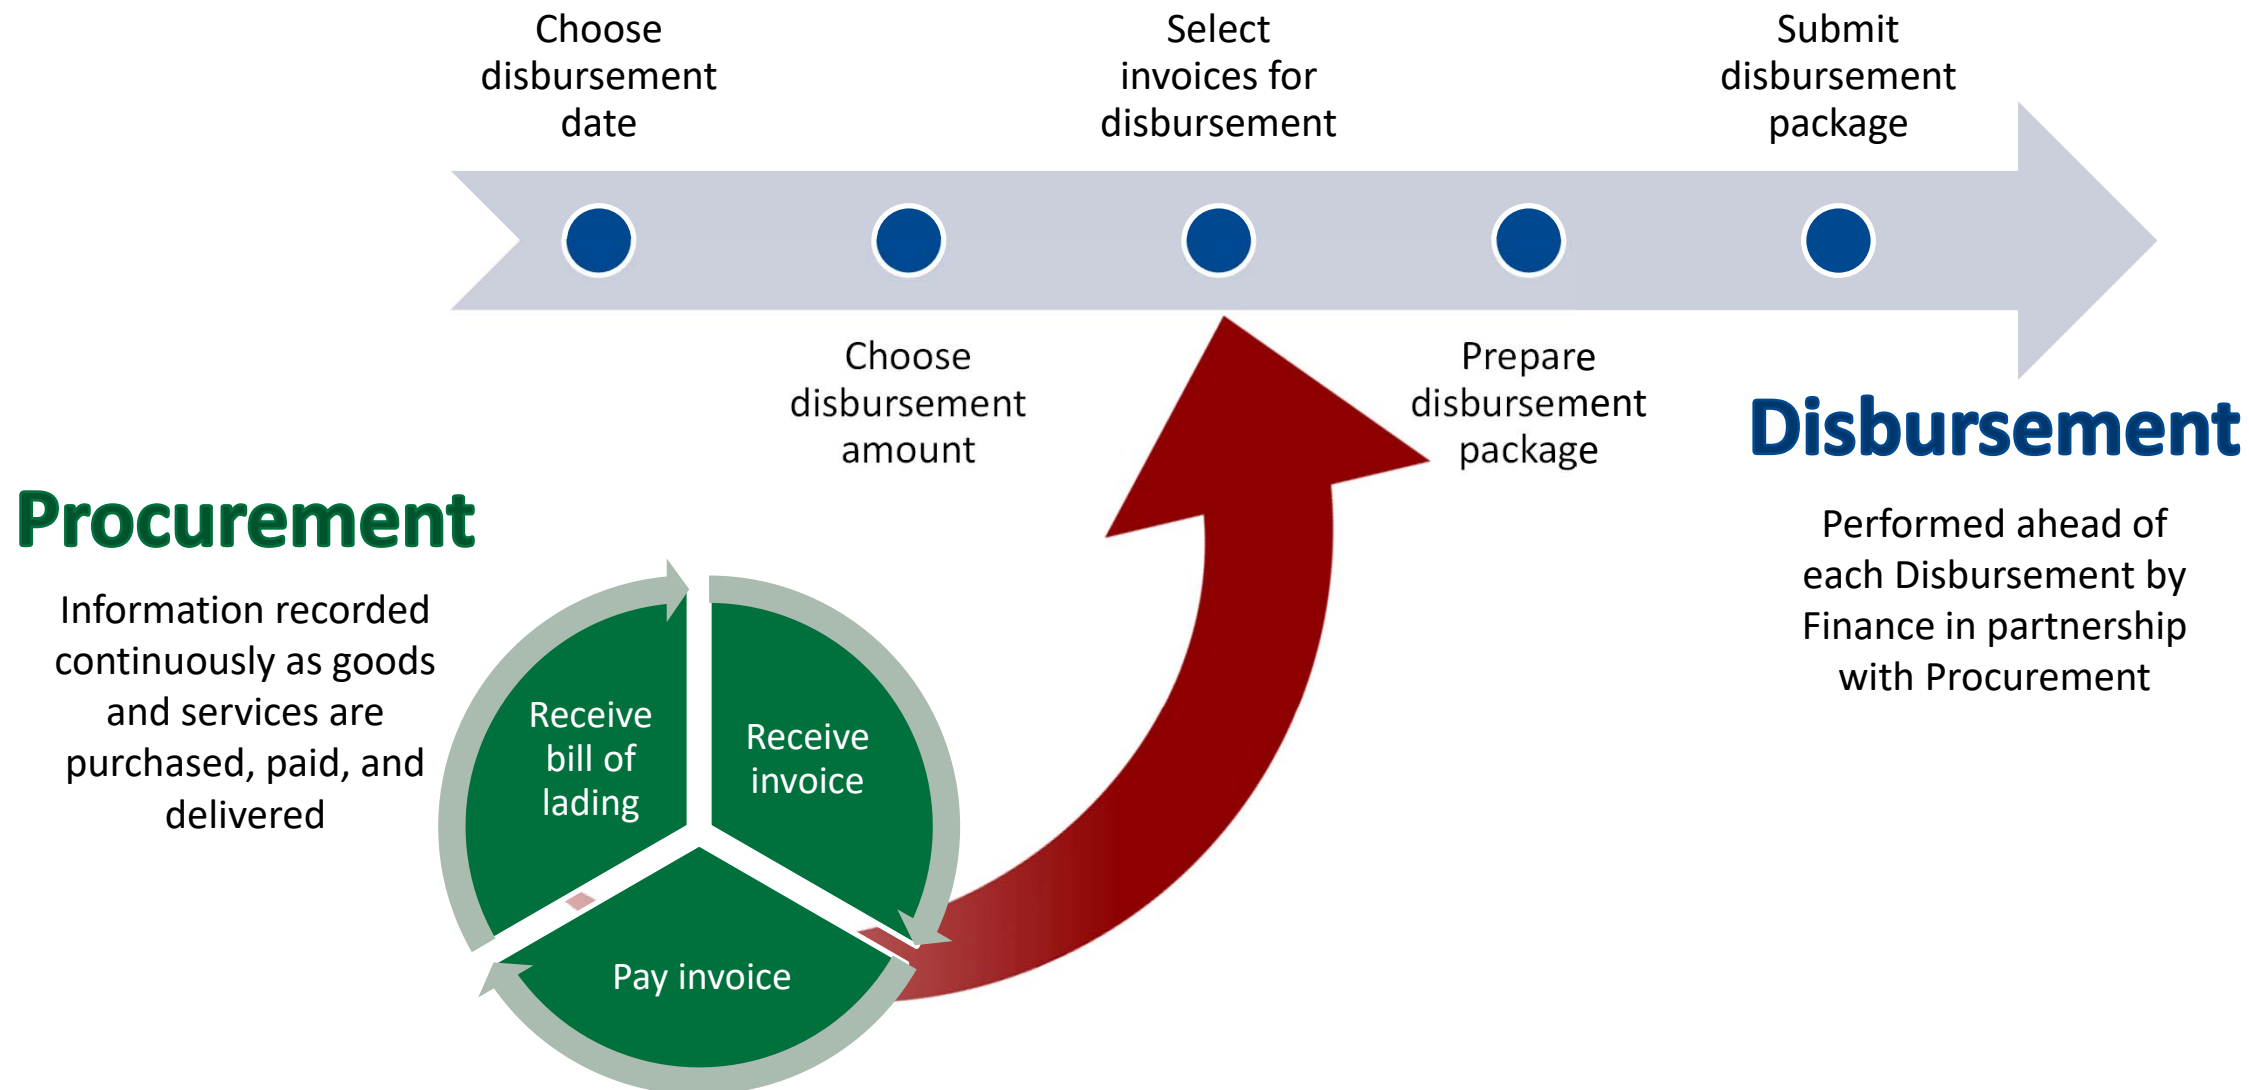 Choose
disbursement
date
Select
invoices for
disbursement
Submit
disbursement
package
Choose
disbursement
amount
Prepare
disbursement
package
Disbursement
Performed ahead of
each Disbursement by
Finance in partnership
with Procurement
Procurement
Information recorded
continuously as goods
and services are
purchased, paid, and
delivered
Receive
bill of
lading
Receive
invoice
Pay invoice